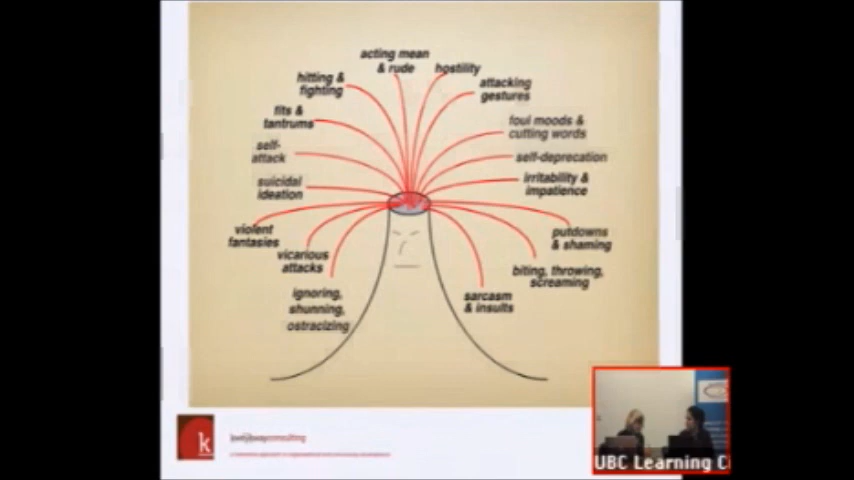 acting mean
& rude
hostility
hitting &
fighting
attacking
gestures
fits &
tantrums
foul moods &
cutting words
self-
attack
self-deprecation
suicidal
ideation
irritability &
impatience
violent
fantasies
putdowns
& shaming
vicarious
attacks
biting, throwing,
screaming
ignoring,
shunning,
ostracizing
sarcasm
& insults
k
consulting
UBC Learning C